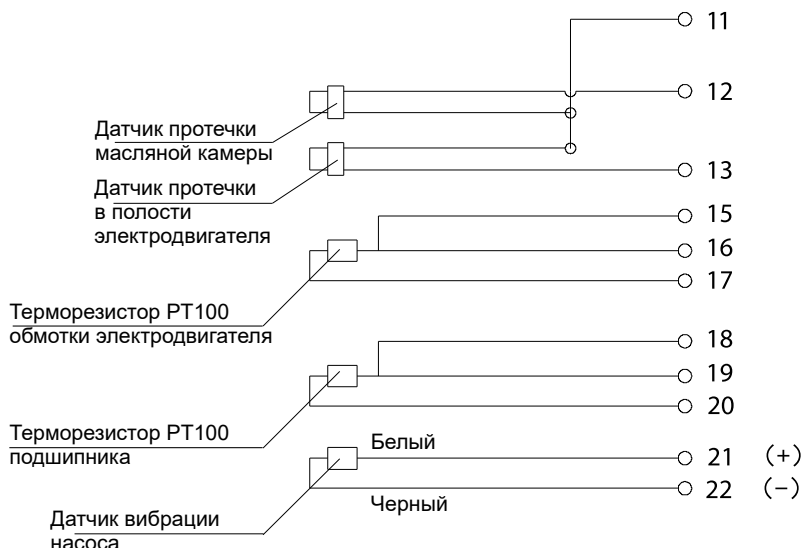 11
12
Датчик протечки
масляной камеры
13
Датчик протечки
в полости
электродвигателя
15
16
17
Терморезистор PT100
обмотки электродвигателя
18
19
20
Терморезистор PT100
подшипника
Белый
21 (+)
22 (−)
Черный
Датчик вибрации
насоса